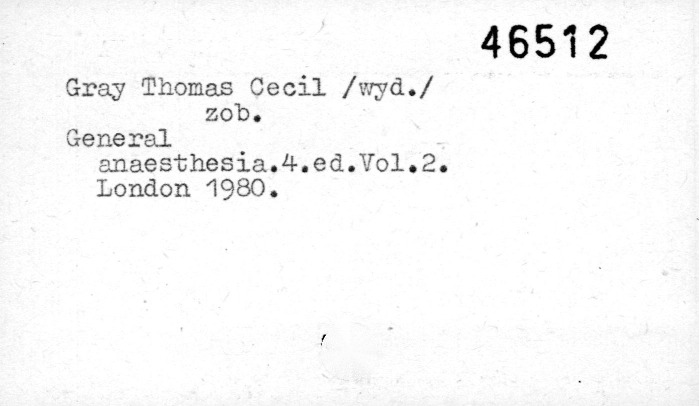 46512
Gray Thomas Cecil /wyd./
zob.
General
anaesthesia.4.ed.Vol.2.
London 1980.